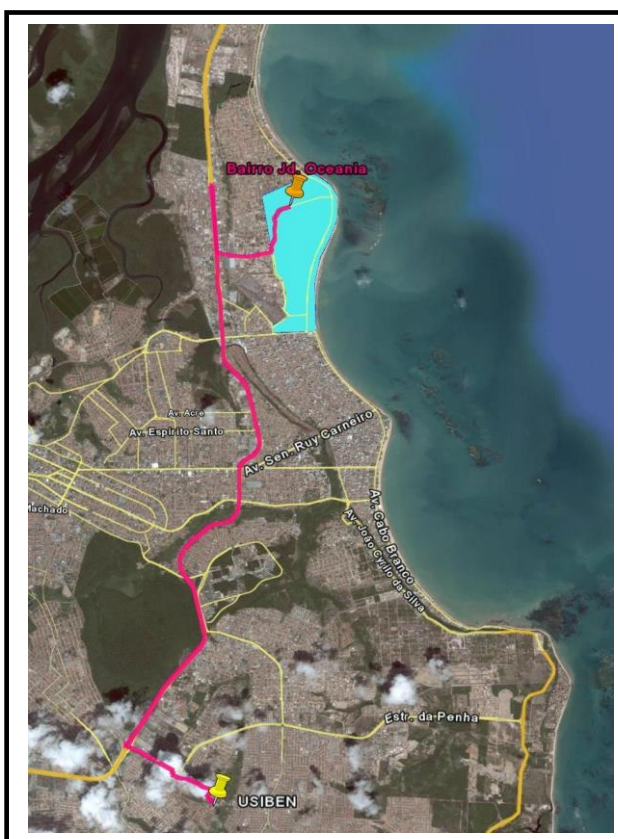 Bairro Jd. Oceania
Av. Acre
Av. Espirito Santo
Av. Sen. Ruy Carneiro
Machado
Av. Cabo Branco
Av. João Cyrilo da Silva
Estr. da Penha
USIBEN